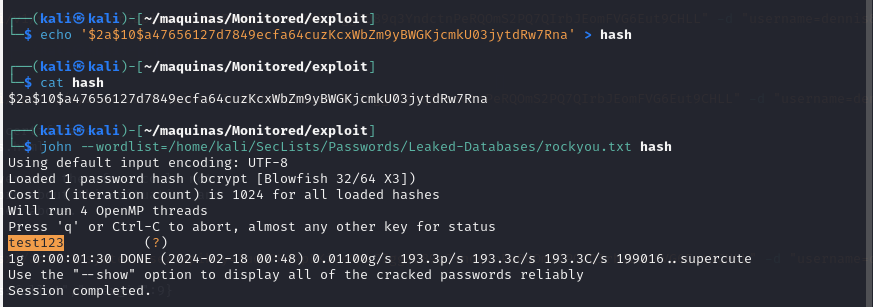 ┌──(kali㉿kali)-[~/maquinas/Monitored/exploit]
└─$ echo '$2a$10$a47656127d7849ecfa64cuzKcxWbZm9yBWGKjcmkU03jytdRw7Rna' > hash
┌──(kali㉿kali)-[~/maquinas/Monitored/exploit]
└─$ cat hash
$2a$10$a47656127d7849ecfa64cuzKcxWbZm9yBWGKjcmkU03jytdRw7Rna
┌──(kali㉿kali)-[~/maquinas/Monitored/exploit]
└─$ john --wordlist=/home/kali/SecLists/Passwords/Leaked-Databases/rockyou.txt hash
Using default input encoding: UTF-8
Loaded 1 password hash (bcrypt [Blowfish 32/64 X3])
Cost 1 (iteration count) is 1024 for all loaded hashes
Will run 4 OpenMP threads
Press 'q' or Ctrl-C to abort, almost any other key for status
test123          (?)
1g 0:00:01:30 DONE (2024-02-18 00:48) 0.01100g/s 193.3p/s 193.3c/s 193.3C/s 199016..supercute
Use the "--show" option to display all of the cracked passwords reliably
Session completed.